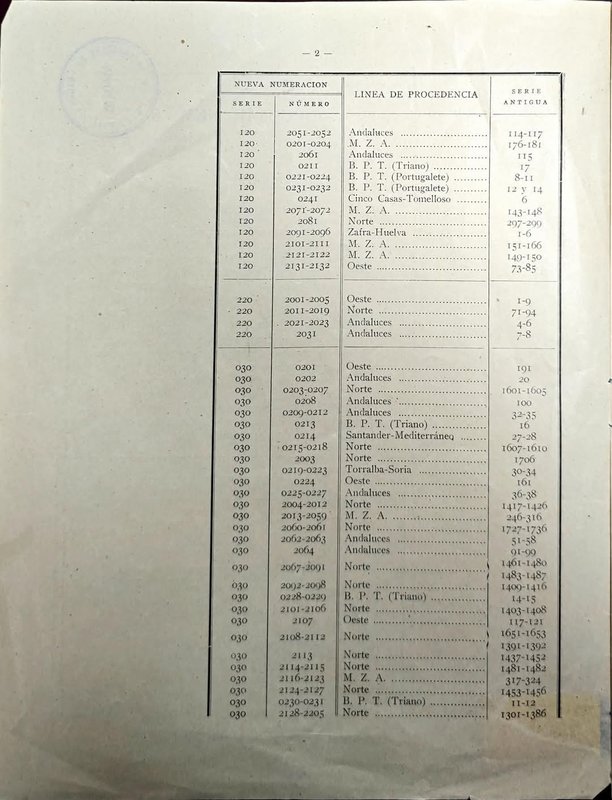 — 2 —
NUEVA NUMERACION LINEA DE PROCEDENCIA SERIE ANTIGUA
SERIE NÚMERO
120 2051-2052 Andaluces 114-117
120 0201-0204 M. Z. A. 176-181
120 2061 Andaluces 115
120 0211 B. P. T. (Triano) 17
120 0221-0224 B. P. T. (Portugalete) 8-11
120 0231-0232 B. P. T. (Portugalete) 12 y 14
120 0241 Cinco Casas-Tomelloso 6
120 2071-2072 M. Z. A. 143-148
120 2081 Norte 297-299
120 2091-2096 Zafra-Huelva 1-6
120 2101-2111 M. Z. A. 151-166
120 2121-2122 M. Z. A. 149-150
120 2131-2132 Oeste 73-85
220 2001-2005 Oeste 1-9
220 2011-2019 Norte 71-94
220 2021-2023 Andaluces 4-6
220 2031 Andaluces 7-8
030 0201 Oeste 191
030 0202 Andaluces 20
030 0203-0207 Norte 1601-1605
030 0208 Andaluces 100
030 0209-0212 Andaluces 32-35
030 0213 B. P. T. (Triano) 16
030 0214 Santander-Mediterráneo 27-28
030 0215-0218 Norte 1607-1610
030 2003 Norte 1706
030 0219-0223 Torralba-Soria 30-34
030 0224 Oeste 161
030 0225-0227 Andaluces 36-38
030 2004-2012 Norte 1417-1426
030 2013-2059 M. Z. A. 246-316
030 2060-2061 Norte 1727-1736
030 2062-2063 Andaluces 51-58
030 2064 Andaluces 91-99
030 2067-2091 Norte 1461-1480
1483-1487
030 2092-2098 Norte 1409-1416
030 0228-0229 B. P. T. (Triano) 14-15
030 2101-2106 Norte 1403-1408
030 2107 Oeste 117-121
030 2108-2112 Norte 1651-1653
1391-1392
030 2113 Norte 1437-1452
030 2114-2115 Norte 1481-1482
030 2116-2123 M. Z. A. 317-324
030 2124-2127 Norte 1453-1456
030 0230-0231 B. P. T. (Triano) 11-12
030 2128-2205 Norte 1301-1386